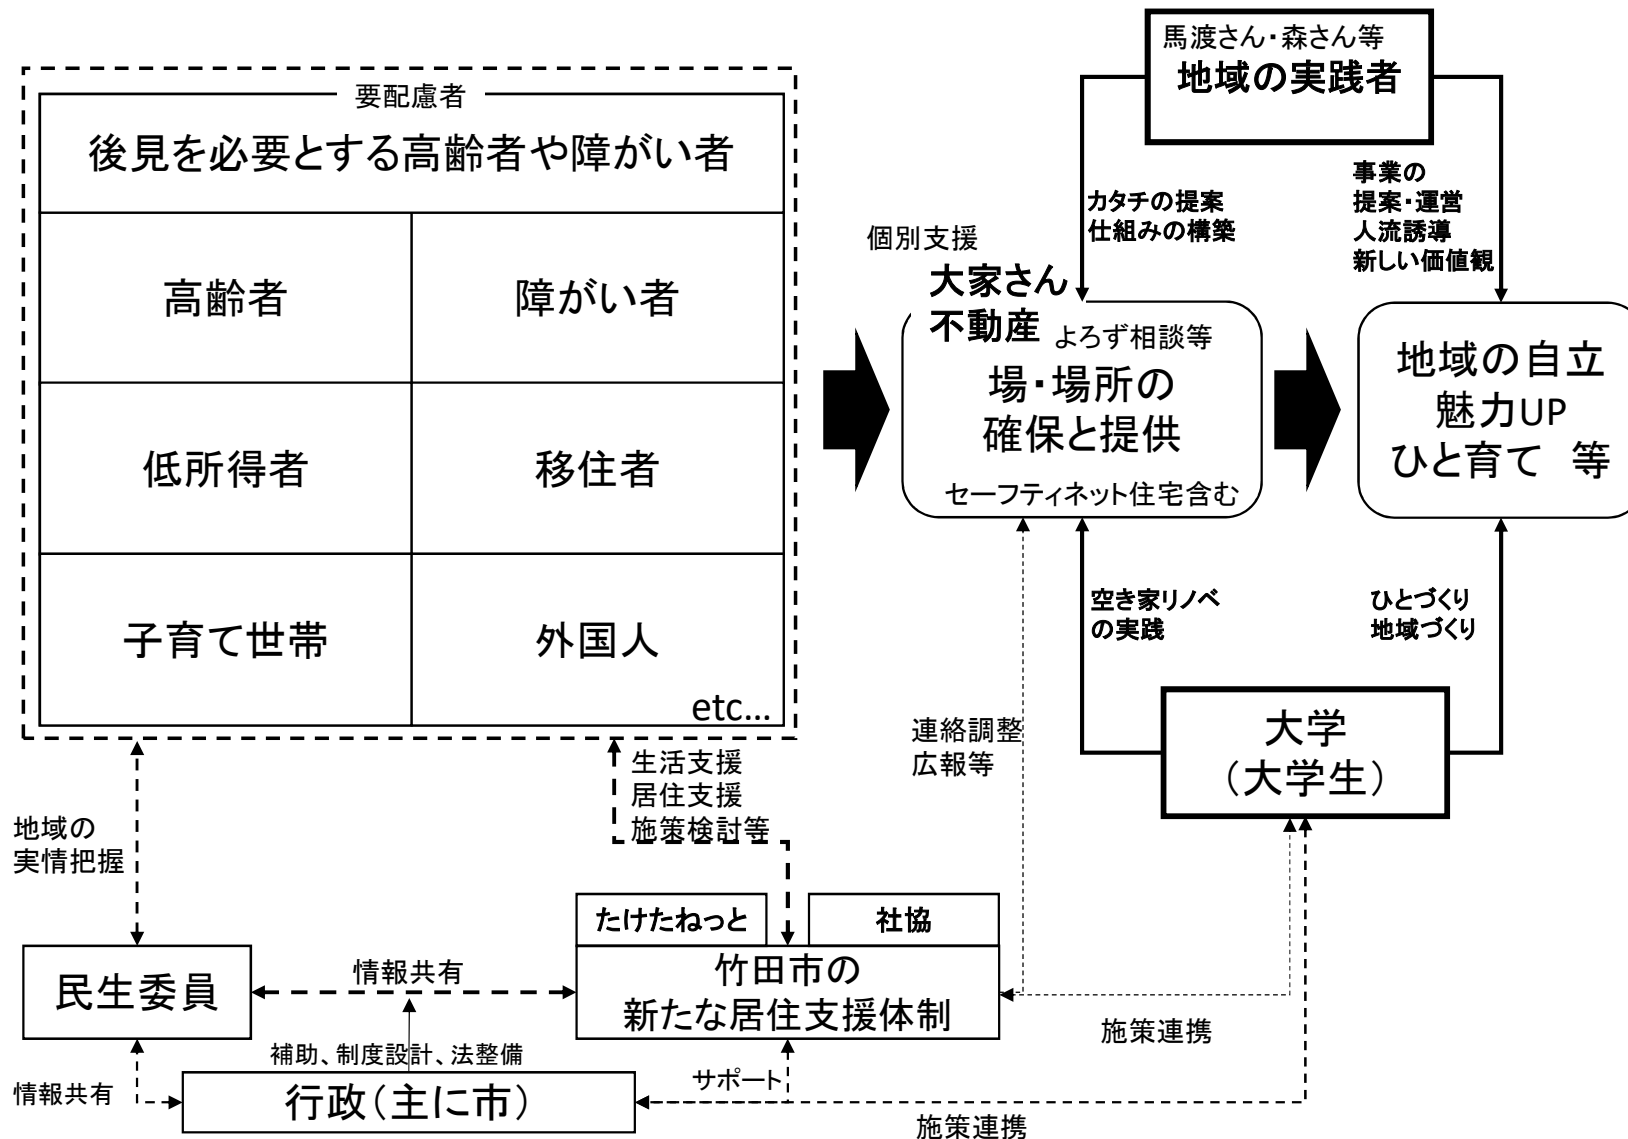 馬渡さん・森さん等
地域の実践者
要配慮者
後見を必要とする高齢者や障がい者
高齢者
障がい者
低所得者
移住者
子育て世帯
外国人
etc…
カタチの提案
仕組みの構築
事業の
提案・運営
人流誘導
新しい価値観
個別支援
大家さん
不動産
よろず相談等
場・場所の
確保と提供
セーフティネット住宅含む
地域の自立
魅力UP
ひと育て　等
空き家リノベ
の実践
ひとづくり
地域づくり
大学
（大学生）
連絡調整
広報等
生活支援
居住支援
施策検討等
地域の
実情把握
たけたねっと
社協
竹田市の
新たな居住支援体制
民生委員
情報共有
補助、制度設計、法整備
行政（主に市）
情報共有
サポート
施策連携
施策連携